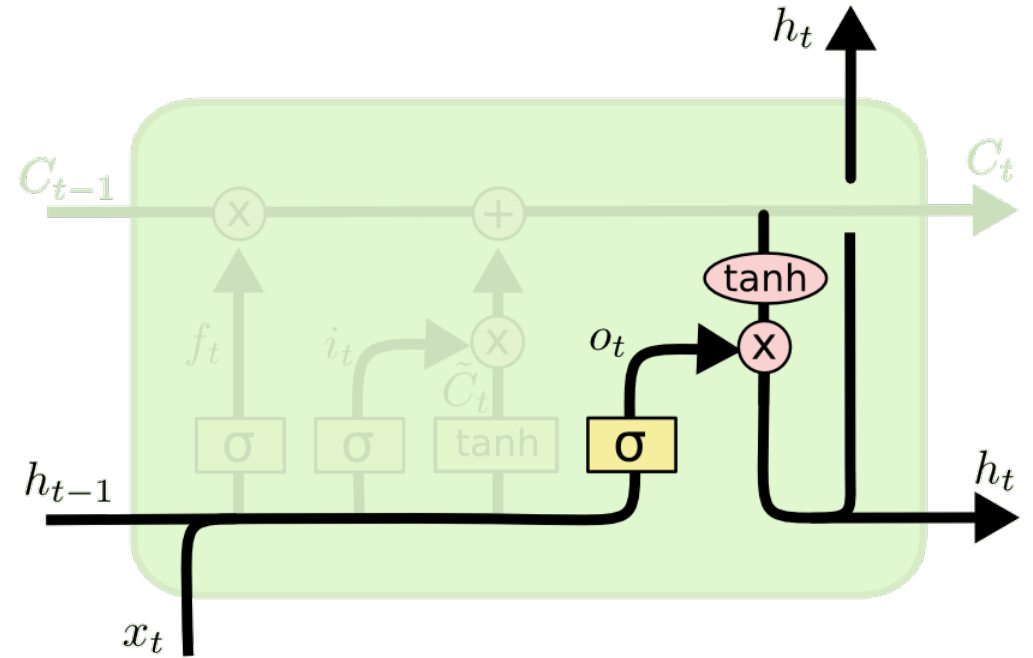 h_t
C_{t-1} C_t
x +
tanh
f_t i_t x o_t x
C̃_t
σ σ tanh σ
h_{t-1} h_t
x_t